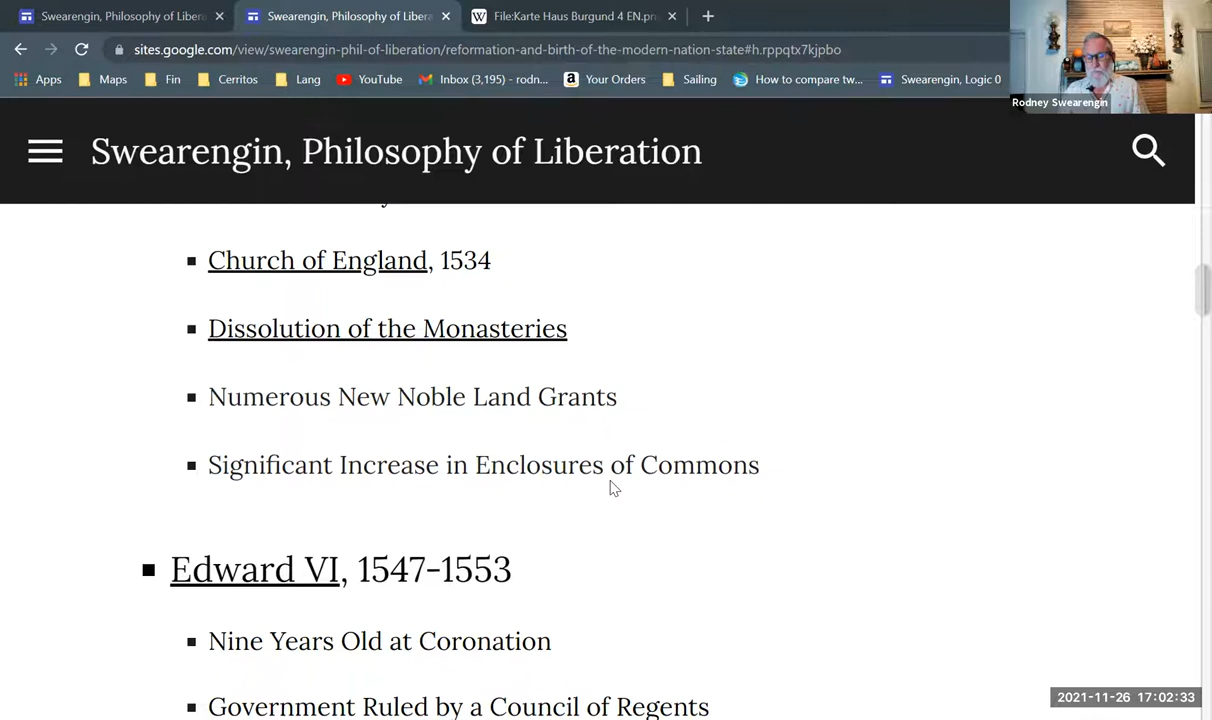 Swearengin, Philosophy of Libera
Swearengin, Philosophy of Libera
File:Karte Haus Burgund 4 EN.pn
sites.google.com/view/swearengin-phil-of-liberation/reformation-and-birth-of-the-modern-nation-state#h.rppqtx7kjpbo
Apps Maps Fin Cerritos Lang YouTube Inbox (3,195) - rodn... Your Orders Sailing How to compare tw... Swearengin, Logic 0
Rodney Swearengin
Swearengin, Philosophy of Liberation
Church of England, 1534
Dissolution of the Monasteries
Numerous New Noble Land Grants
Significant Increase in Enclosures of Commons
Edward VI, 1547-1553
Nine Years Old at Coronation
Government Ruled by a Council of Regents
2021-11-26 17:02:33